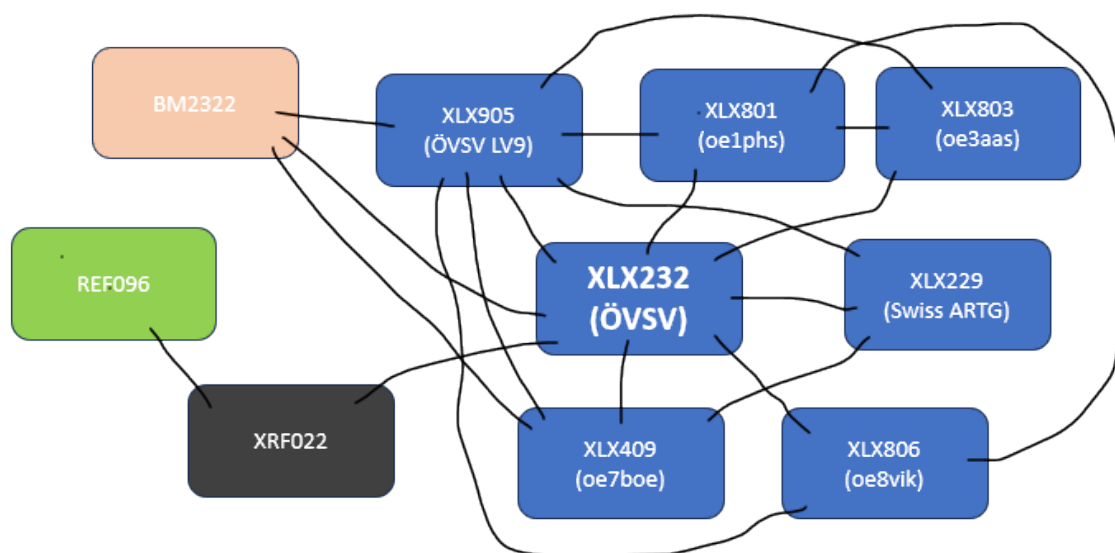 BM2322
XLX905
(ÖVSV LV9)
XLX801
(oe1phs)
XLX803
(oe3aas)
REF096
XLX232
(ÖVSV)
XLX229
(Swiss ARTG)
XRF022
XLX409
(oe7boe)
XLX806
(oe8vik)